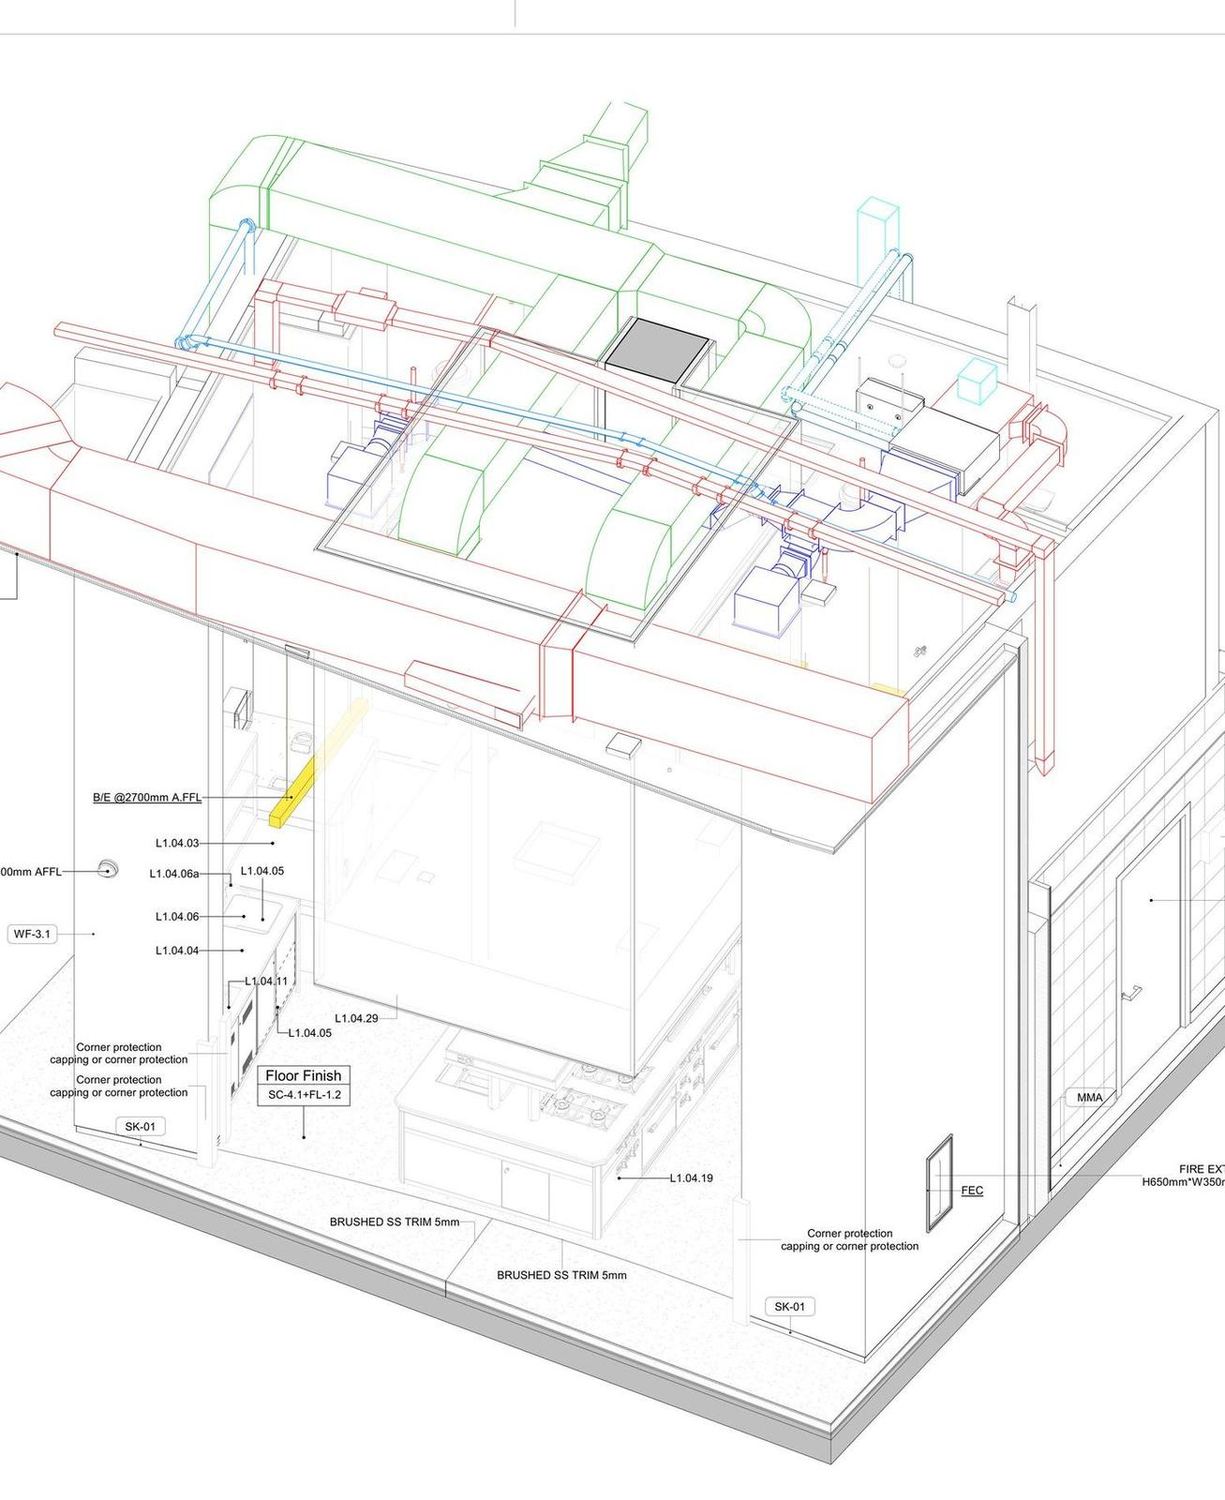 B/E @2700mm A.FFL
L1.04.03
00mm AFFL
L1.04.06a
L1.04.05
L1.04.06
WF-3.1
L1.04.04
L1.04.11
L1.04.29
L1.04.05
Corner protection
capping or corner protection
Floor Finish
SC-4.1+FL-1.2
Corner protection
capping or corner protection
SK-01
MMA
L1.04.19
FIRE EXT
H650mm*W350m
FEC
BRUSHED SS TRIM 5mm
Corner protection
capping or corner protection
BRUSHED SS TRIM 5mm
SK-01